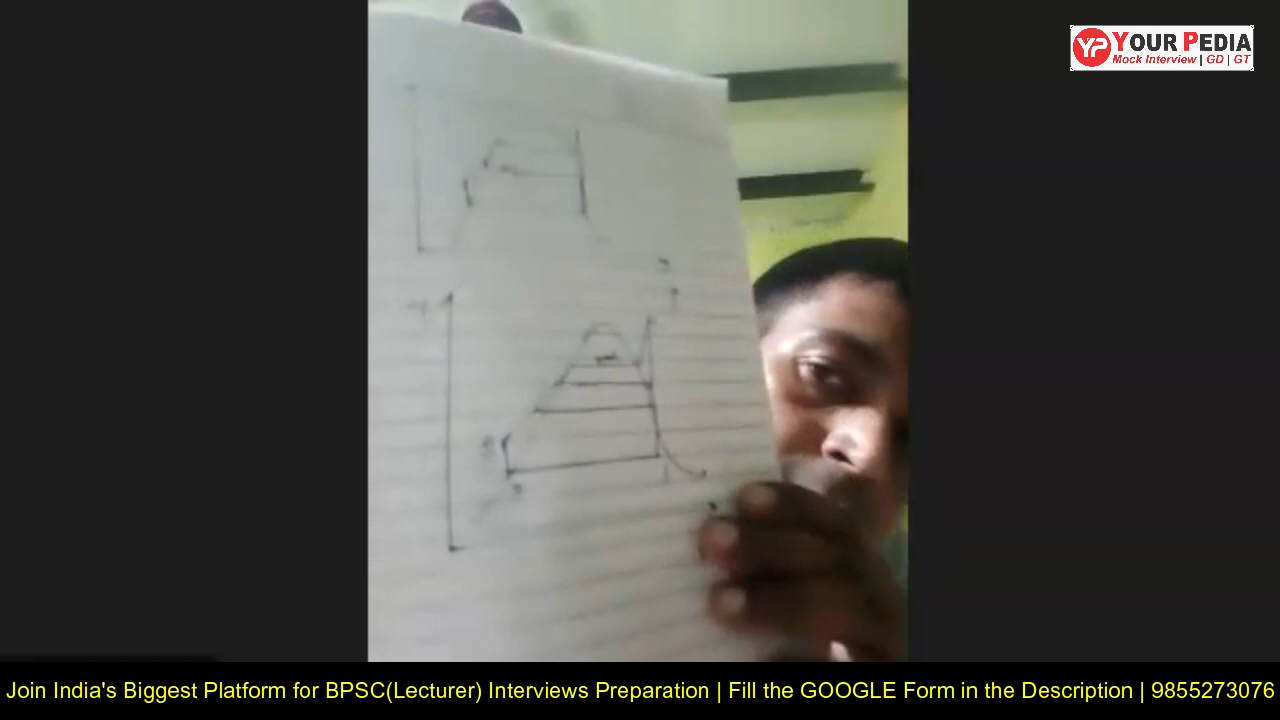 YP YOUR PEDIA
Mock Interview | GD | GT
Join India's Biggest Platform for BPSC(Lecturer) Interviews Preparation | Fill the GOOGLE Form in the Description | 9855273076